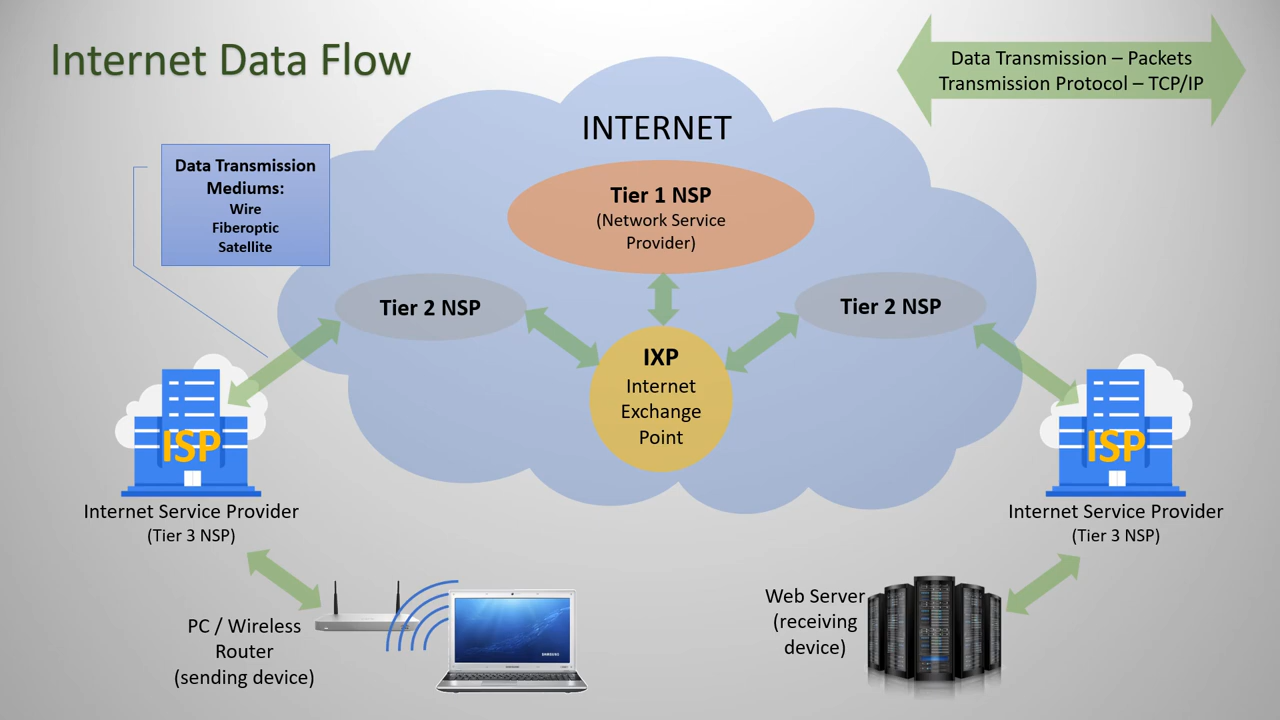 Internet Data Flow
Data Transmission – Packets
Transmission Protocol – TCP/IP
INTERNET
Data Transmission
Mediums:
Wire
Fiberoptic
Satellite
Tier 1 NSP
(Network Service
Provider)
Tier 2 NSP
Tier 2 NSP
IXP
Internet
Exchange
Point
ISP
Internet Service Provider
(Tier 3 NSP)
ISP
Internet Service Provider
(Tier 3 NSP)
PC / Wireless
Router
(sending device)
SAMSUNG
Web Server
(receiving
device)